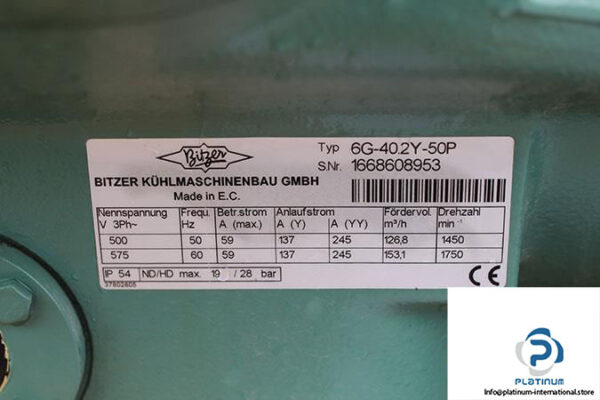 Bitzer
Typ 6G-40.2Y-50P
S.Nr. 1668608953
BITZER KÜHLMASCHINENBAU GMBH
Made in E.C.
Nennspannung Frequ. Betr.strom Anlaufstrom Fördervol. Drehzahl
V 3Ph~ Hz A (max.) A (Y) A (YY) m³/h min⁻¹
500 50 59 137 245 126,8 1450
575 60 59 137 245 153,1 1750
IP 54 ND/HD max. 19 / 28 bar
37802605
CE
PLATINUM
platinum-international.store